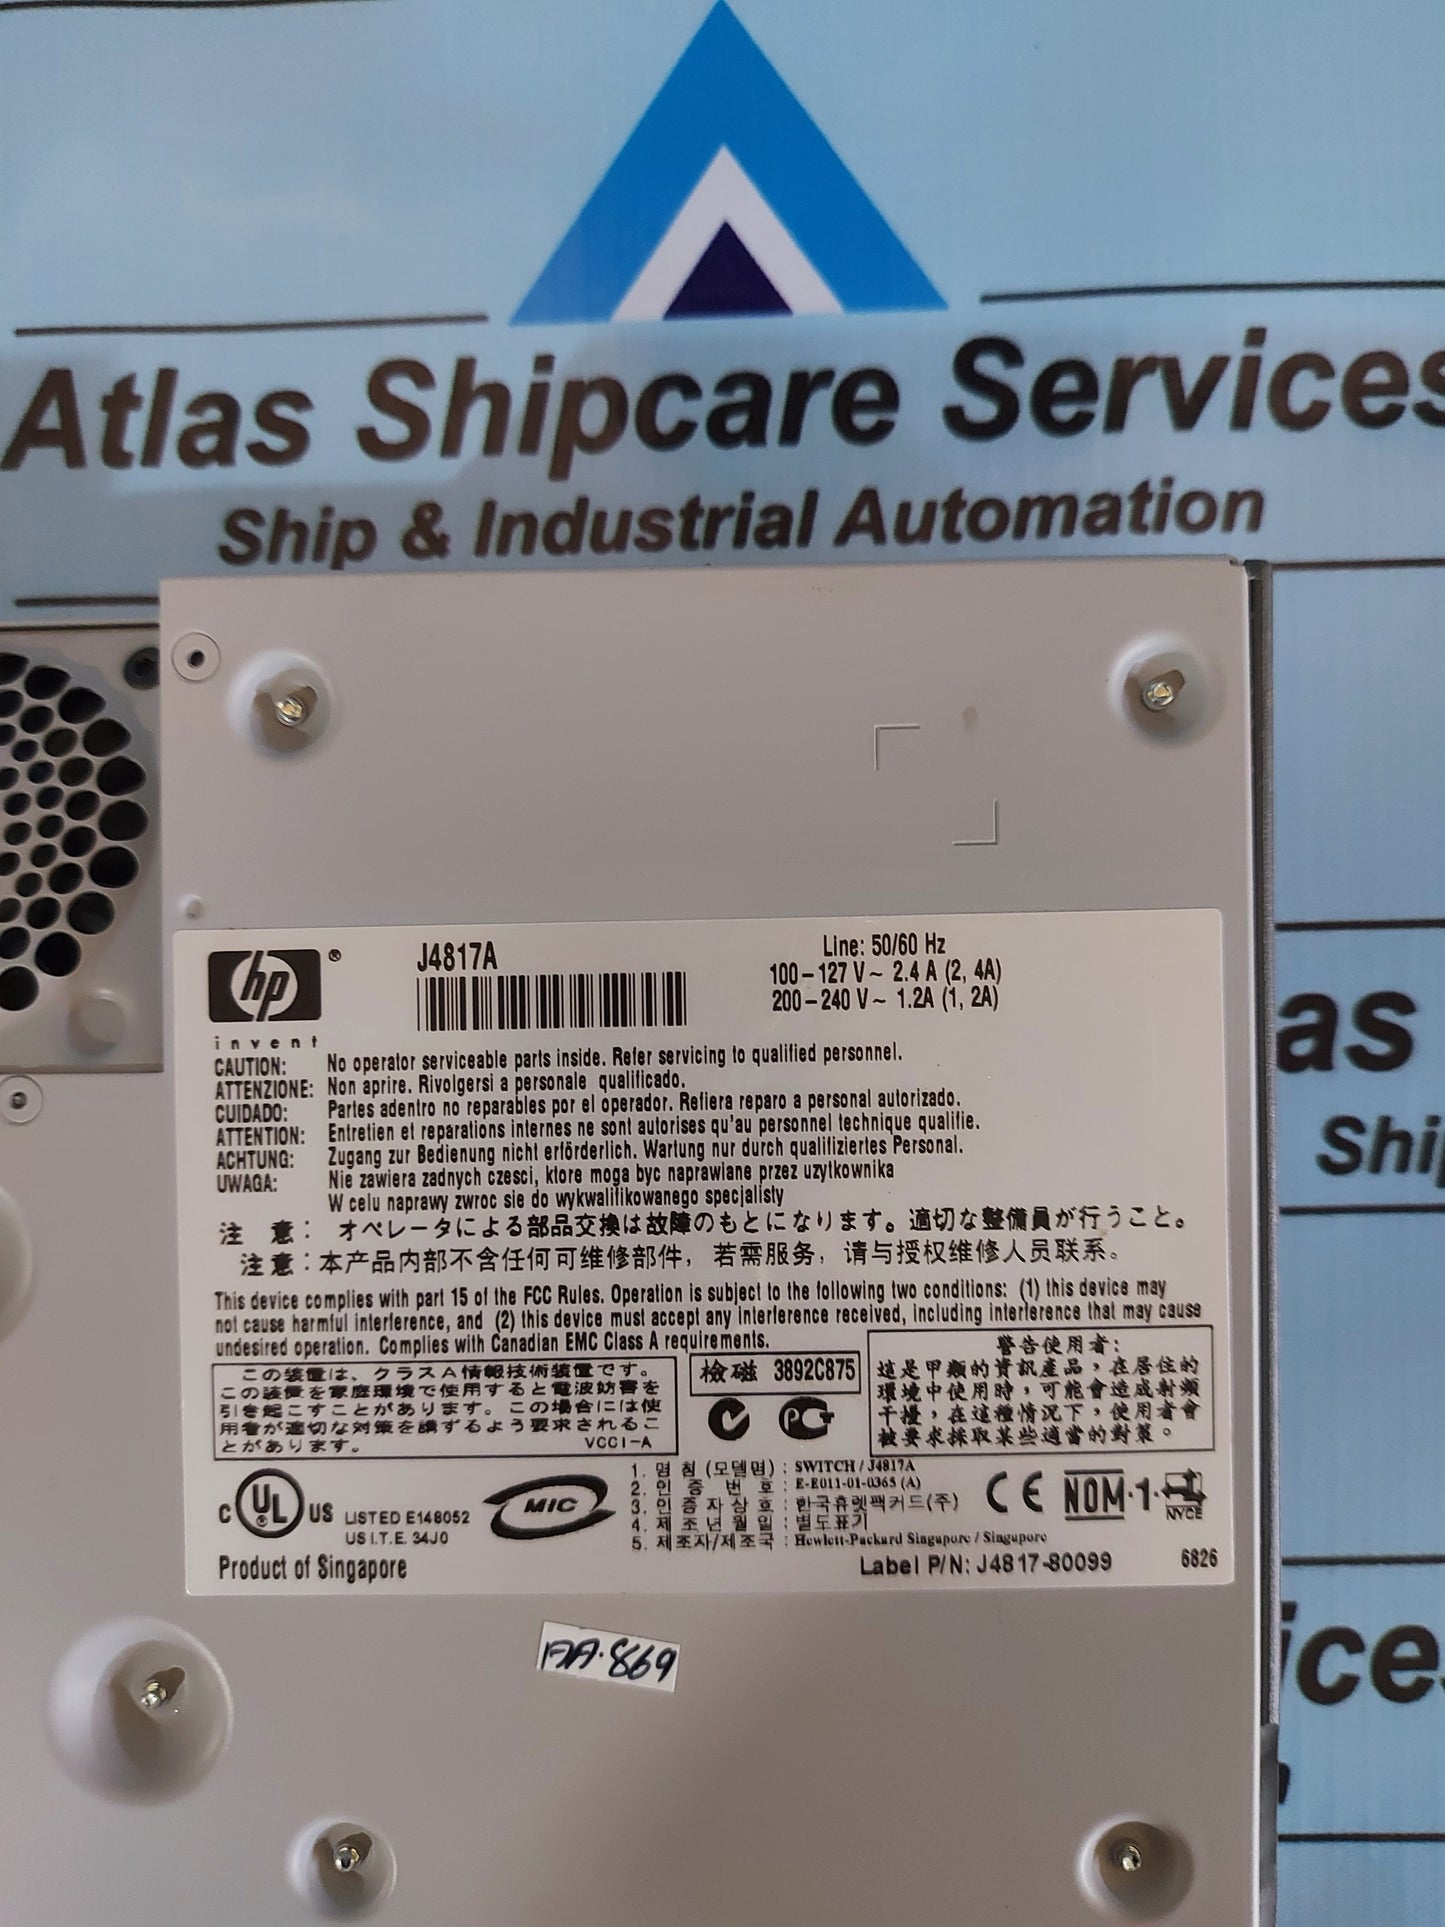 Atlas Shipcare Services
Ship & Industrial Automation
hp ®
invent
J4817A
Line: 50/60 Hz
100-127 V~ 2.4 A (2, 4A)
200-240 V~ 1.2A (1, 2A)
CAUTION: No operator serviceable parts inside. Refer servicing to qualified personnel.
ATTENZIONE: Non aprire. Rivolgersi a personale qualificado.
CUIDADO: Partes adentro no reparables por el operador. Refiera reparo a personal autorizado.
ATTENTION: Entretien et reparations internes ne sont autorises qu'au personnel technique qualifie.
ACHTUNG: Zugang zur Bedienung nicht erförderlich. Wartung nur durch qualifiziertes Personal.
UWAGA: Nie zawiera zadnych czesci, ktore moga byc naprawiane przez uzytkownika
W celu naprawy zwroc sie do wykwalifikowanego specjalisty
注 意： オペレータによる部品交換は故障のもとになります。適切な整備員が行うこと。
注意：本产品内部不含任何可维修部件，若需服务，请与授权维修人员联系。
This device complies with part 15 of the FCC Rules. Operation is subject to the following two conditions: (1) this device may
not cause harmful interference, and (2) this device must accept any interference received, including interference that may cause
undesired operation. Complies with Canadian EMC Class A requirements.
この装置は、クラスA情報技術装置です。
この装置を家庭環境で使用すると電波妨害を
引き起こすことがあります。この場合には使
用者が適切な対策を講ずるよう要求されるこ
とがあります。 VCCI-A
檢磁 3892C875
警告使用者：
這是甲類的資訊產品，在居住的
環境中使用時，可能會造成射頻
干擾，在這種情況下，使用者會
被要求採取某些適當的對策。
C UL ® US LISTED E148052
US I.T.E. 34J0
MIC
1. 명 칭 (모델명) : SWITCH / J4817A
2. 인 증 번 호 : E-E011-01-0365 (A)
3. 인 증 자 상 호 : 한국휴렛팩커드(주)
4. 제 조 년 월 일 : 별도표기
5. 제조자/제조국 : Hewlett-Packard Singapore / Singapore
CE NOM-1-NYCE
Product of Singapore
Label P/N: J4817-80099
6826
AA-869
as
Ship
ices
n